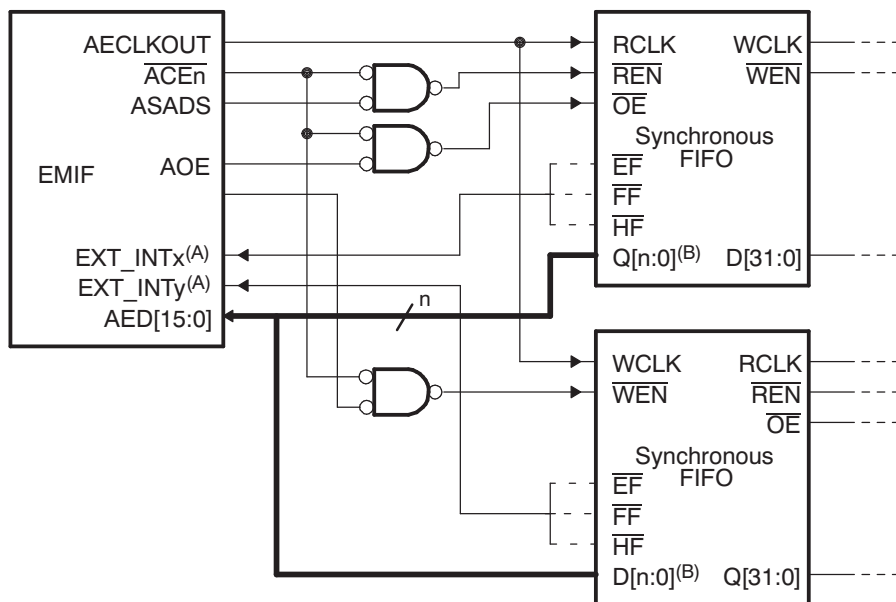 AECLKOUT
ACEn
ASADS
AOE
EMIF
EXT_INTx(A)
EXT_INTy(A)
AED[15:0]
n
RCLK WCLK
REN WEN
OE
Synchronous
FIFO
EF
FF
HF
Q[n:0](B) D[31:0]
WCLK RCLK
WEN REN
OE
Synchronous
FIFO
EF
FF
HF
D[n:0](B) Q[31:0]